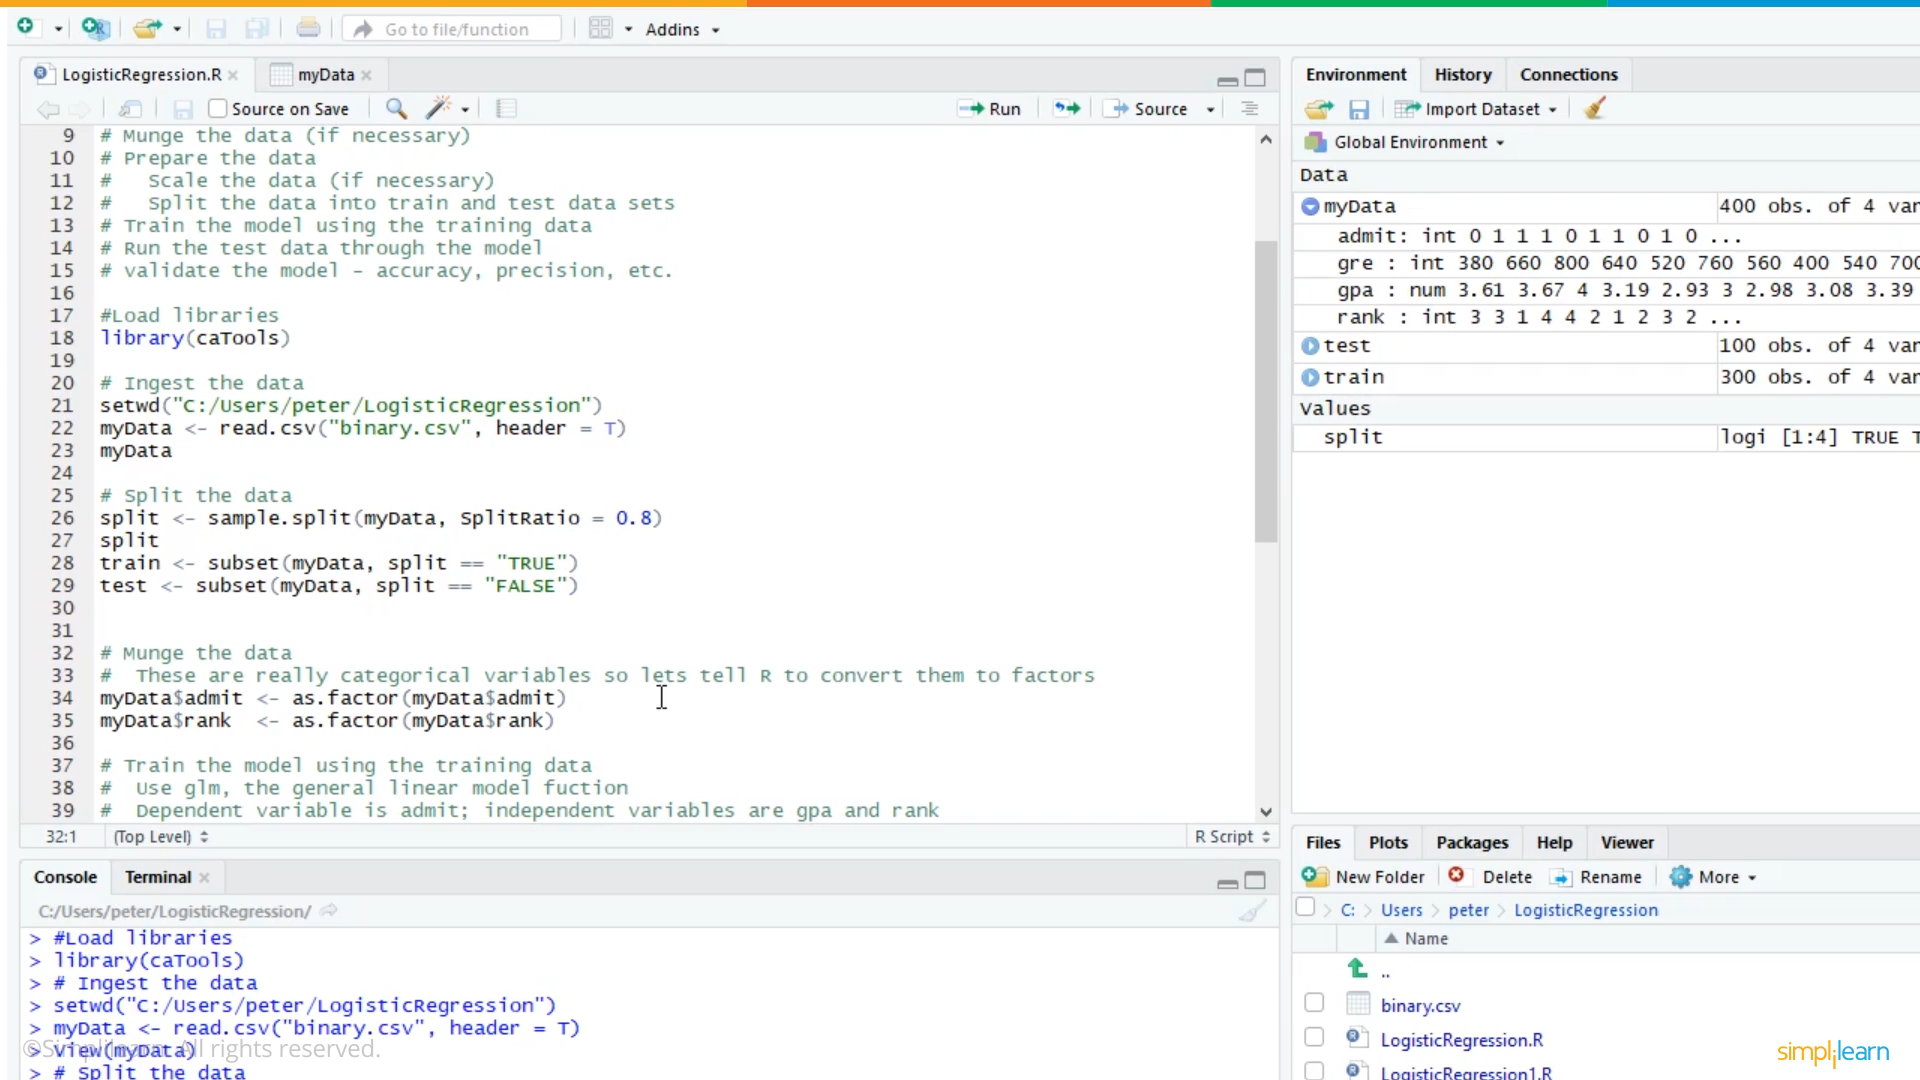 Go to file/function
Addins
LogisticRegression.R
myData
Source on Save
Run
Source
9 # Munge the data (if necessary)
10 # Prepare the data
11 #   Scale the data (if necessary)
12 #   Split the data into train and test data sets
13 # Train the model using the training data
14 # Run the test data through the model
15 # validate the model - accuracy, precision, etc.
16
17 #Load libraries
18 library(caTools)
19
20 # Ingest the data
21 setwd("C:/Users/peter/LogisticRegression")
22 myData <- read.csv("binary.csv", header = T)
23 myData
24
25 # Split the data
26 split <- sample.split(myData, SplitRatio = 0.8)
27 split
28 train <- subset(myData, split == "TRUE")
29 test <- subset(myData, split == "FALSE")
30
31
32 # Munge the data
33 #  These are really categorical variables so lets tell R to convert them to factors
34 myData$admit <- as.factor(myData$admit)
35 myData$rank  <- as.factor(myData$rank)
36
37 # Train the model using the training data
38 #  Use glm, the general linear model fuction
39 #  Dependent variable is admit; independent variables are gpa and rank
32:1 (Top Level) R Script
Console Terminal
C:/Users/peter/LogisticRegression/
> #Load libraries
> library(caTools)
> # Ingest the data
> setwd("C:/Users/peter/LogisticRegression")
> myData <- read.csv("binary.csv", header = T)
> View(myData)
©Simplilearn. All rights reserved.
> # Split the data
Environment History Connections
Import Dataset
Global Environment
Data
myData 400 obs. of 4 var
admit: int 0 1 1 1 0 1 1 0 1 0 ...
gre : int 380 660 800 640 520 760 560 400 540 700
gpa : num 3.61 3.67 4 3.19 2.93 3 2.98 3.08 3.39
rank : int 3 3 1 4 4 2 1 2 3 2 ...
test 100 obs. of 4 var
train 300 obs. of 4 var
Values
split logi [1:4] TRUE T
Files Plots Packages Help Viewer
New Folder Delete Rename More
C: > Users > peter > LogisticRegression
Name
..
binary.csv
LogisticRegression.R
LogisticRegression1.R
simplilearn